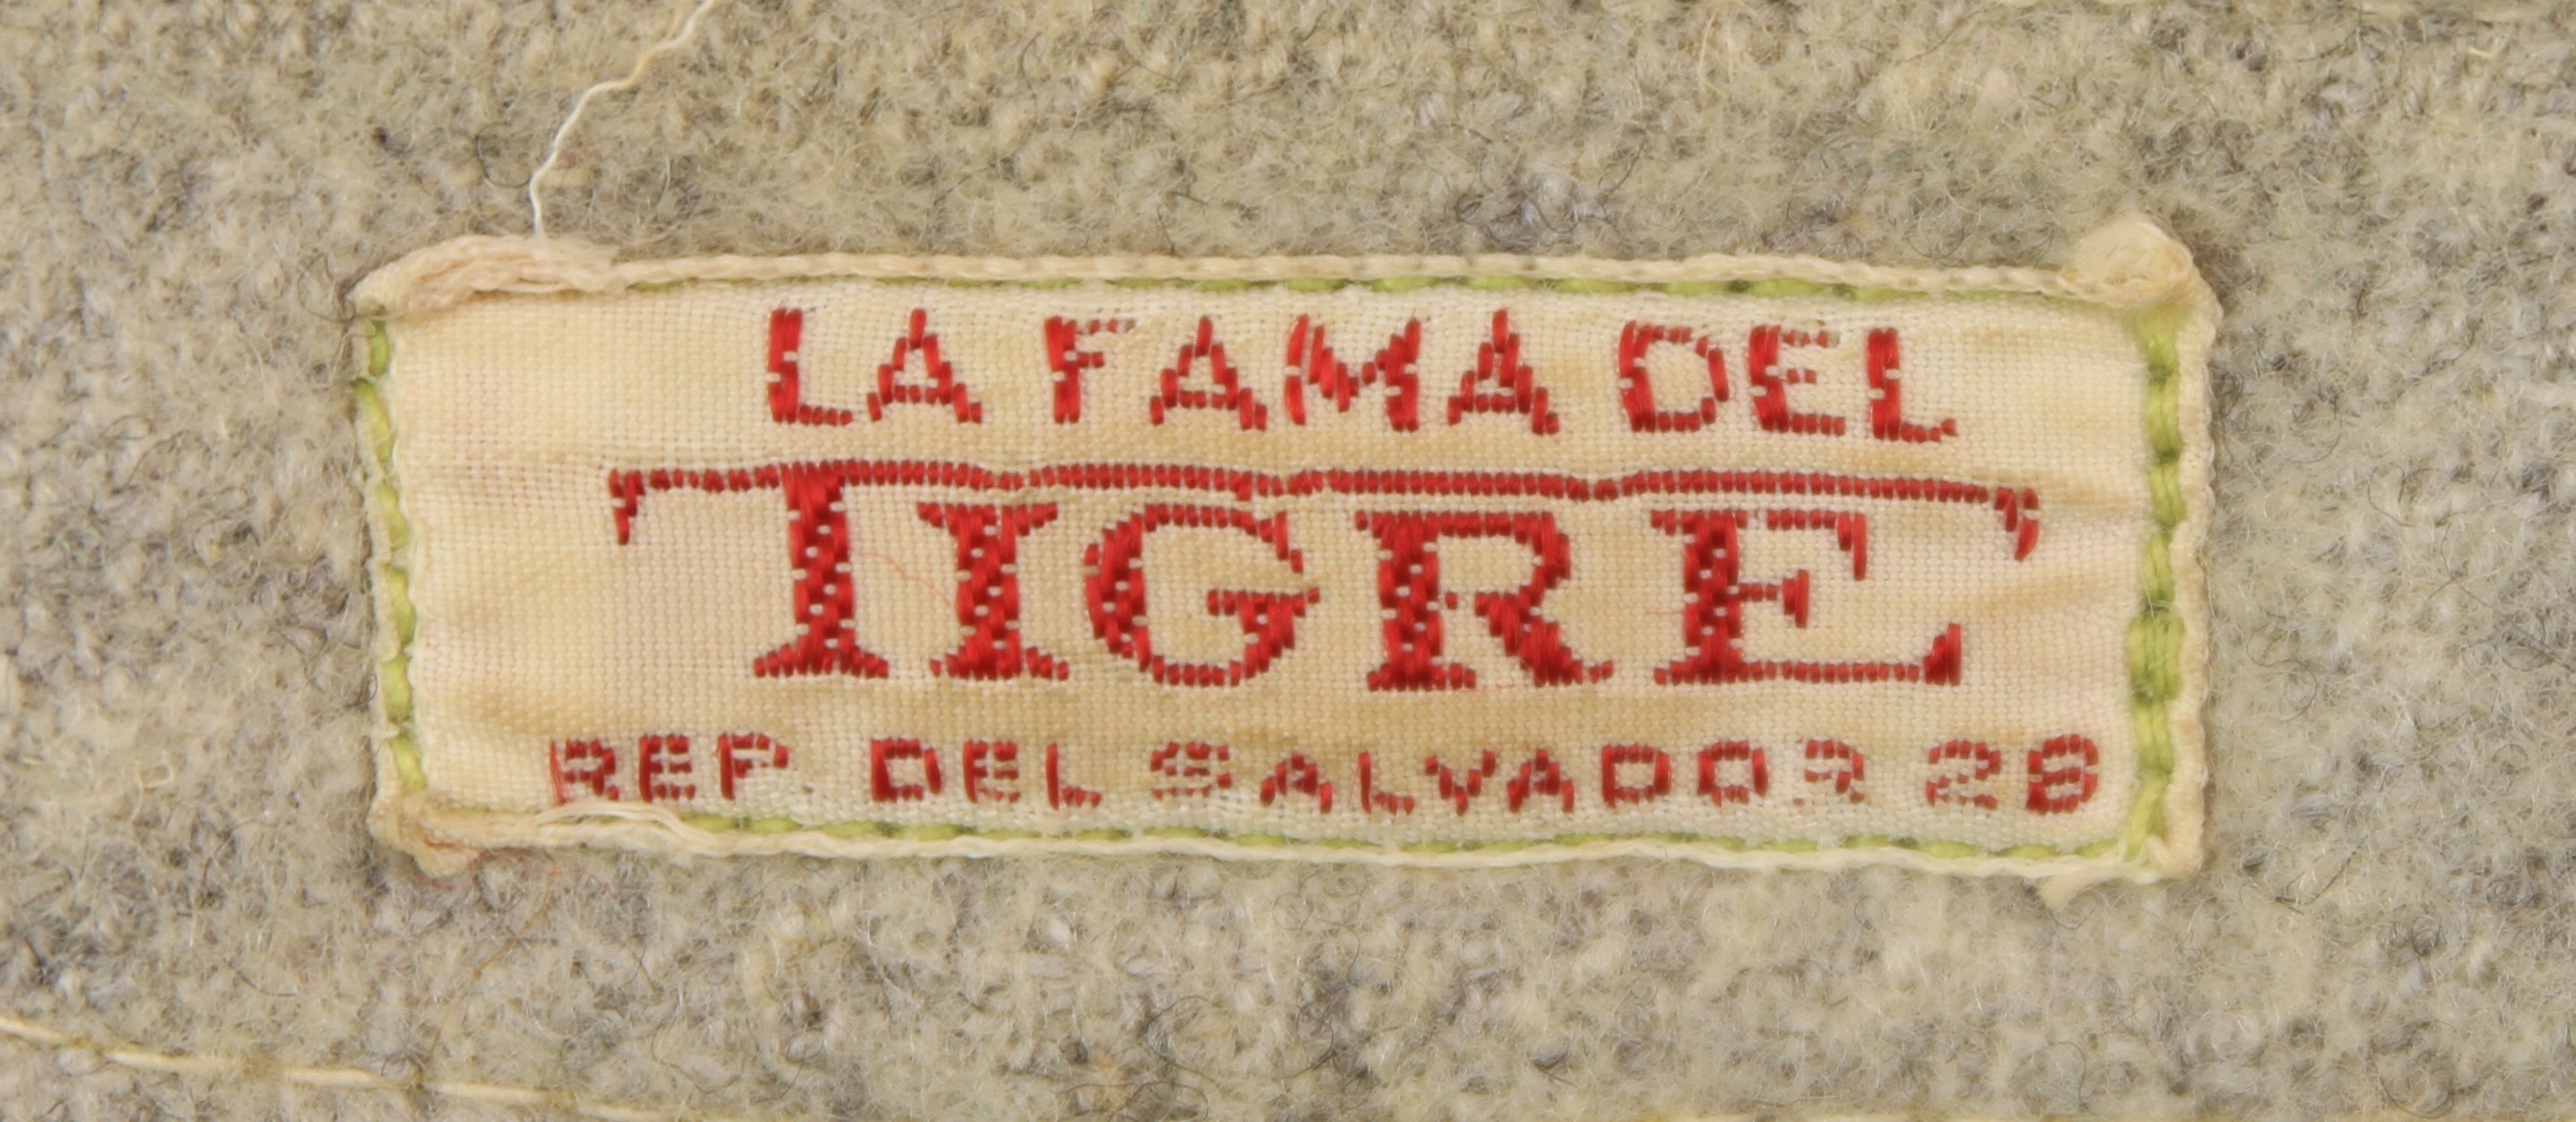 LA FAMA DEL
TIGRE
REP. DEL SALVADOR 28